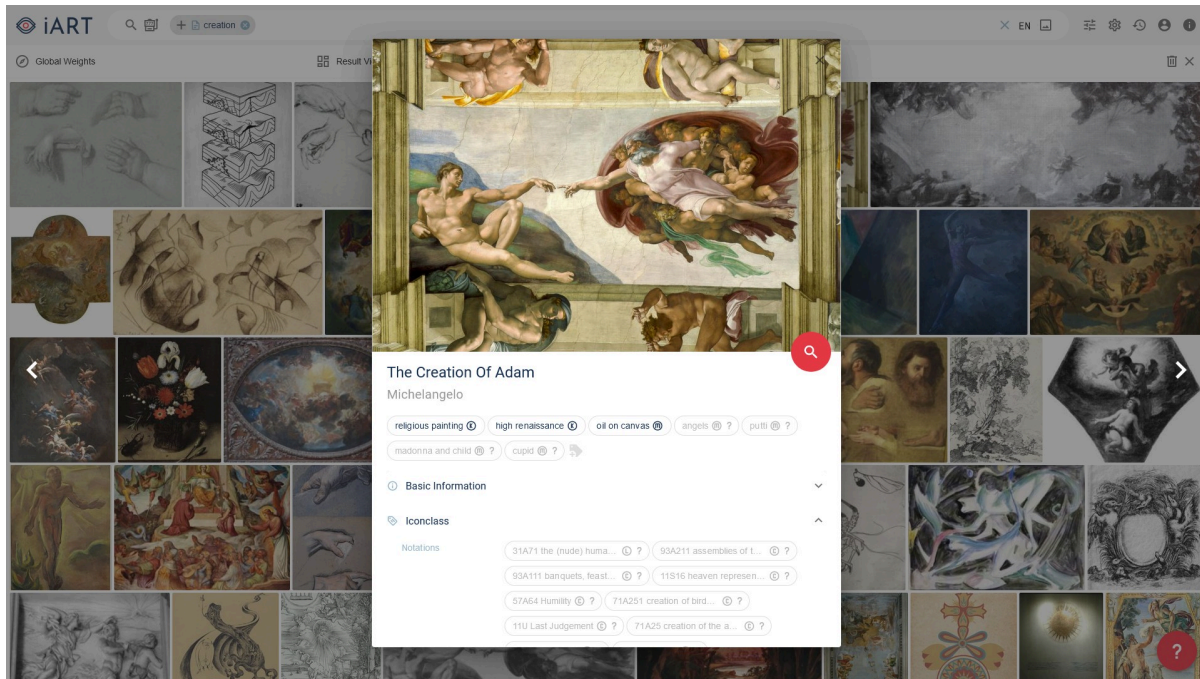 iART
creation
EN
Global Weights
Result Vi
The Creation Of Adam
Michelangelo
religious painting
high renaissance
oil on canvas
angels ?
putti ?
madonna and child ?
cupid ?
Basic Information
Iconclass
Notations
31A71 the (nude) huma... ?
93A211 assemblies of t... ?
93A111 banquets, feast... ?
11S16 heaven represen... ?
57A64 Humility ?
71A251 creation of bird... ?
11U Last Judgement ?
71A25 creation of the a... ?
?